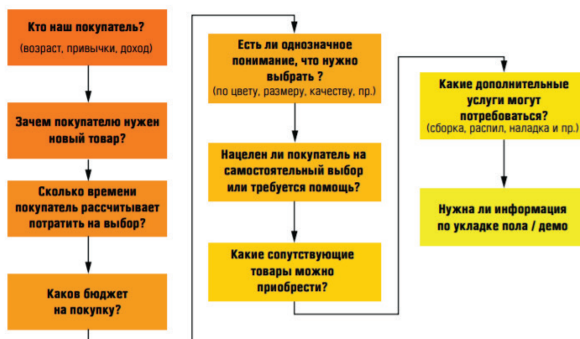 Кто наш покупатель?
(возраст, привычки, доход)
Зачем покупателю нужен
новый товар?
Сколько времени
покупатель рассчитывает
потратить на выбор?
Каков бюджет
на покупку?
Есть ли однозначное
понимание, что нужно
выбрать ?
(по цвету, размеру, качеству, пр.)
Нацелен ли покупатель на
самостоятельный выбор
или требуется помощь?
Какие сопутствующие
товары можно
приобрести?
Какие дополнительные
услуги могут
потребоваться?
(сборка, распил, наладка и пр.)
Нужна ли информация
по укладке пола / демо